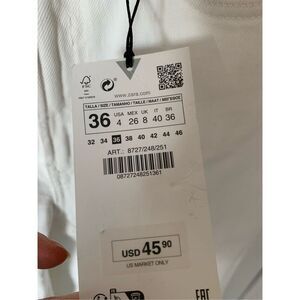 FSC
www.zara.com
TALLA / SIZE / TAMANHO / TAILLE / MAAT /
36 USA 4 MEX 26 UK 8 IT 40 BR 36
32 34 36 38 40 42 44 46
ART.: 8727/248/251
08727248251361
USD 45.90
US MARKET ONLY
EAC